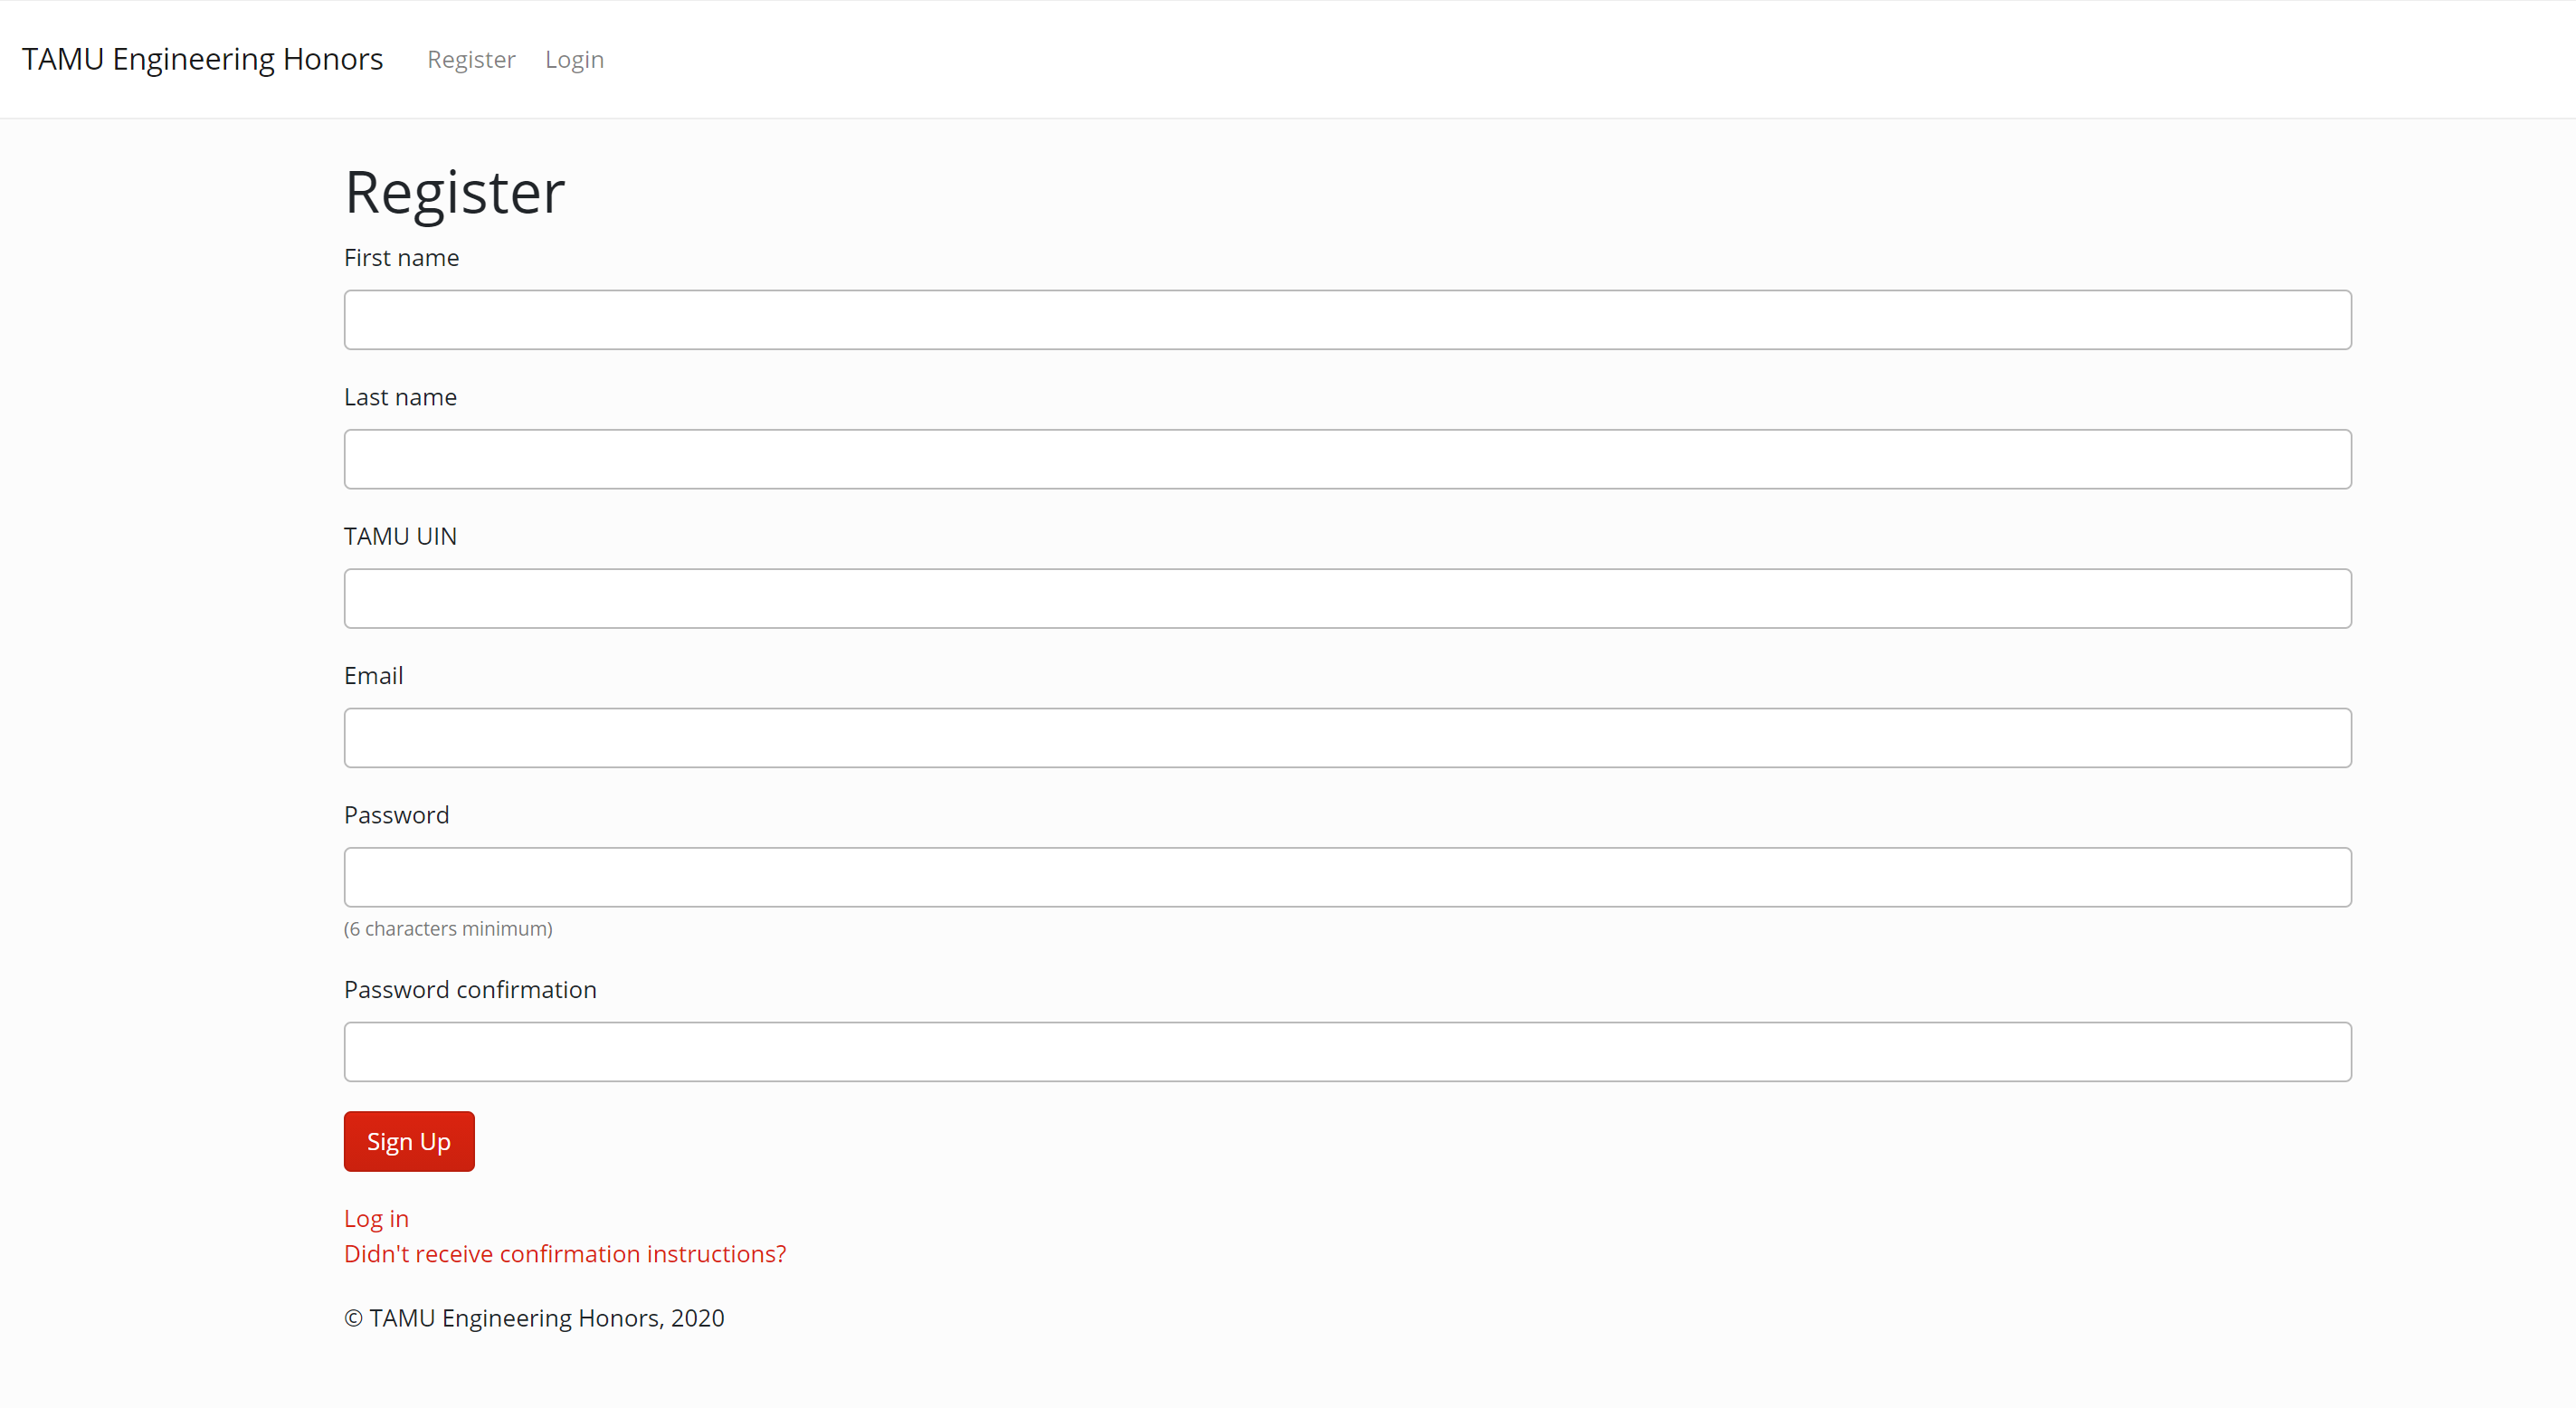 TAMU Engineering Honors Register Login
Register
First name
Last name
TAMU UIN
Email
Password
(6 characters minimum)
Password confirmation
Sign Up
Log in
Didn't receive confirmation instructions?
© TAMU Engineering Honors, 2020